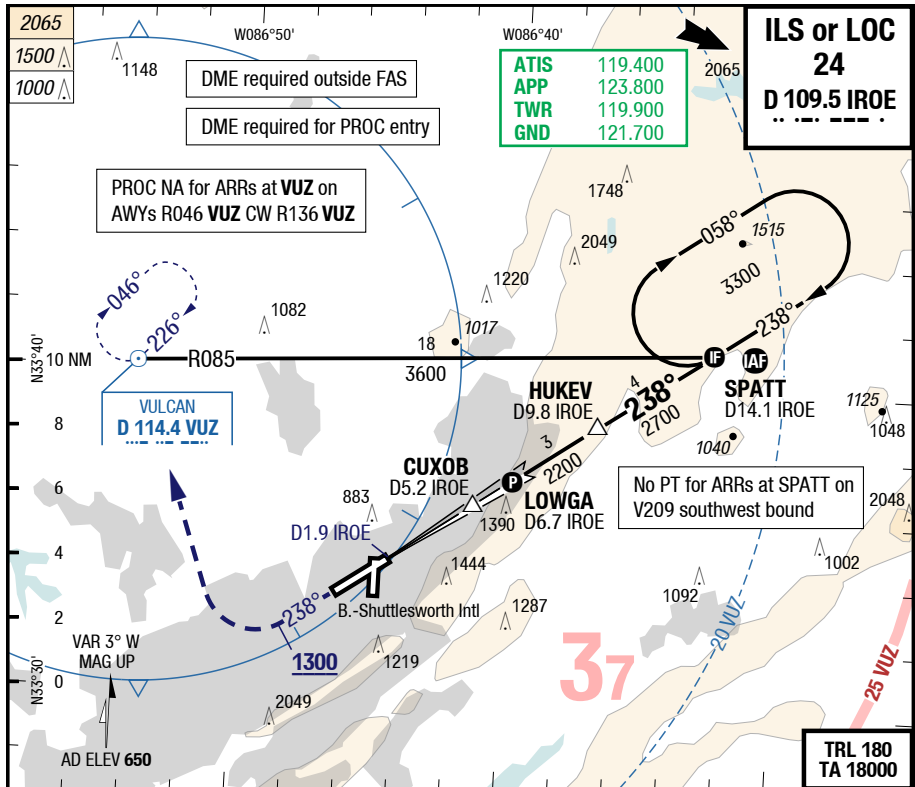 2065
1500
1000
1148
W086°50'
W086°40'
ILS or LOC
24
D 109.5 IROE
DME required outside FAS
DME required for PROC entry
ATIS 119.400
APP 123.800
TWR 119.900
GND 121.700
2065
PROC NA for ARRs at VUZ on
AWYs R046 VUZ CW R136 VUZ
1748
2049
058°
1515
3300
1220
046°
226°
1082
1017
18
238°
N33°40'
10 NM
R085
3600
IF
IAF
SPATT
D14.1 IROE
HUKEV
D9.8 IROE
4
238°
2700
1125
1048
VULCAN
D 114.4 VUZ
8
1040
3
2200
CUXOB
D5.2 IROE
P
LOWGA
D6.7 IROE
No PT for ARRs at SPATT on
V209 southwest bound
6
883
D1.9 IROE
1390
2048
4
1444
1002
1092
B.-Shuttlesworth Intl
1287
2
238°
20 VUZ
VAR 3° W
MAG UP
1300
1219
37
N33°30'
0
2049
25 VUZ
AD ELEV 650
TRL 180
TA 18000